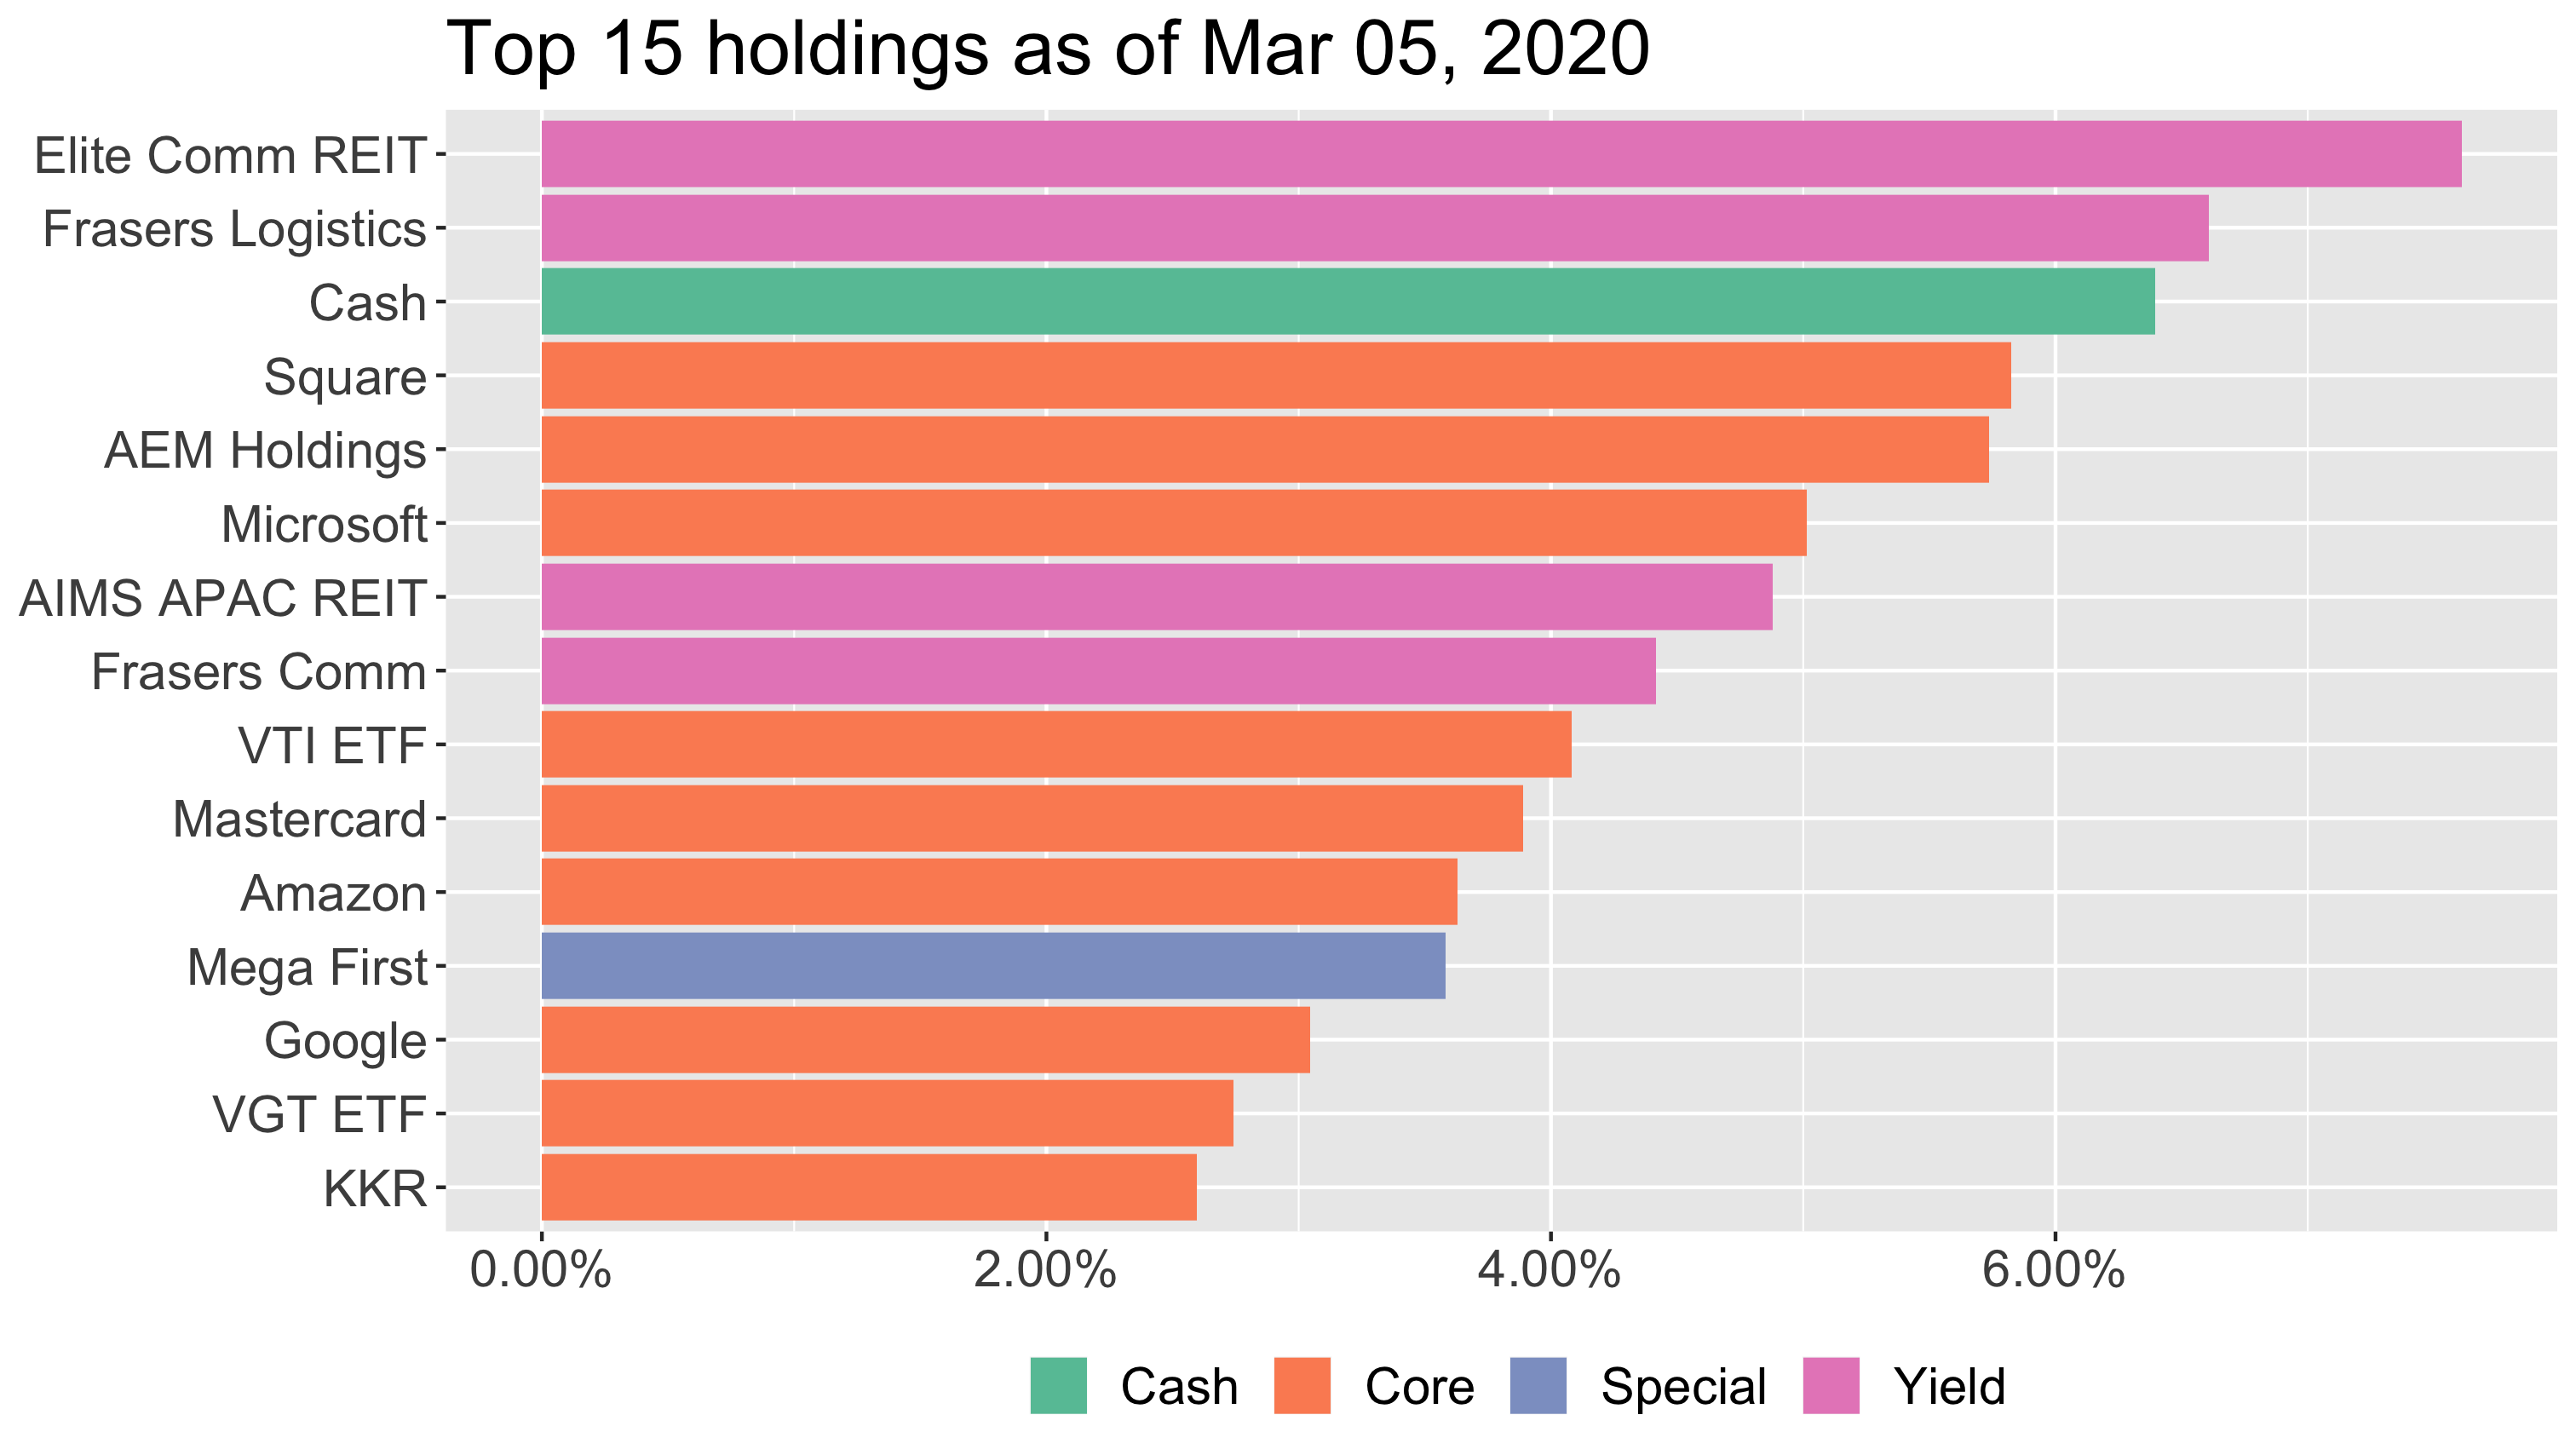 Top 15 holdings as of Mar 05, 2020
Elite Comm REIT
Frasers Logistics
Cash
Square
AEM Holdings
Microsoft
AIMS APAC REIT
Frasers Comm
VTI ETF
Mastercard
Amazon
Mega First
Google
VGT ETF
KKR
0.00% 2.00% 4.00% 6.00%
Cash Core Special Yield